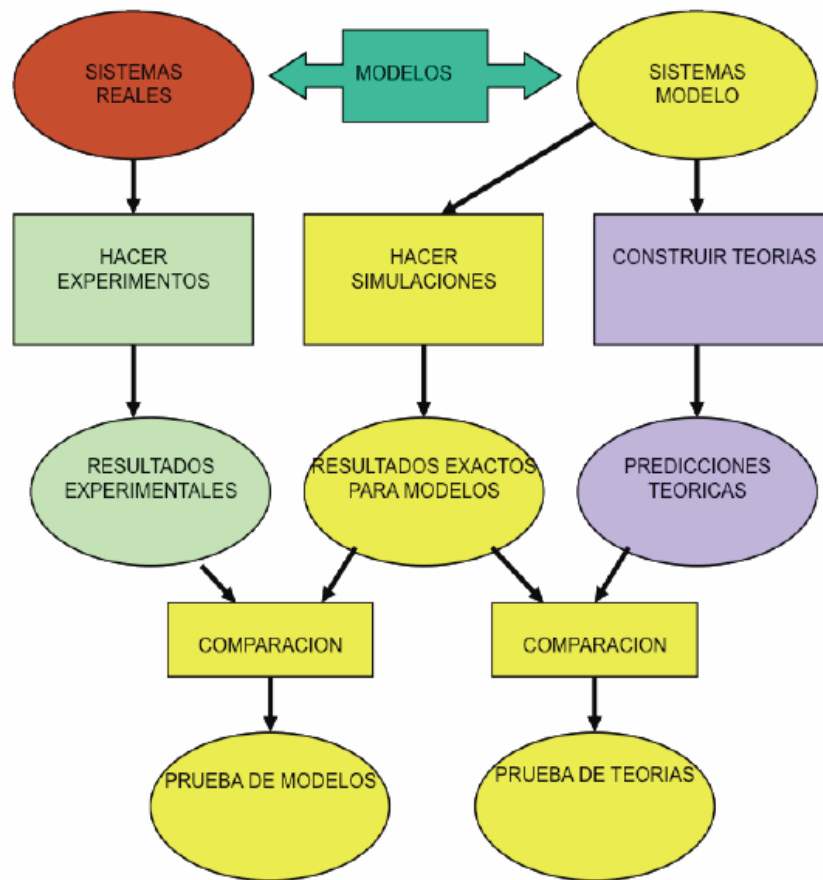 SISTEMAS
REALES
MODELOS
SISTEMAS
MODELO
HACER
EXPERIMENTOS
HACER
SIMULACIONES
CONSTRUIR TEORIAS
RESULTADOS
EXPERIMENTALES
RESULTADOS EXACTOS
PARA MODELOS
PREDICCIONES
TEORICAS
COMPARACION
COMPARACION
PRUEBA DE MODELOS
PRUEBA DE TEORIAS